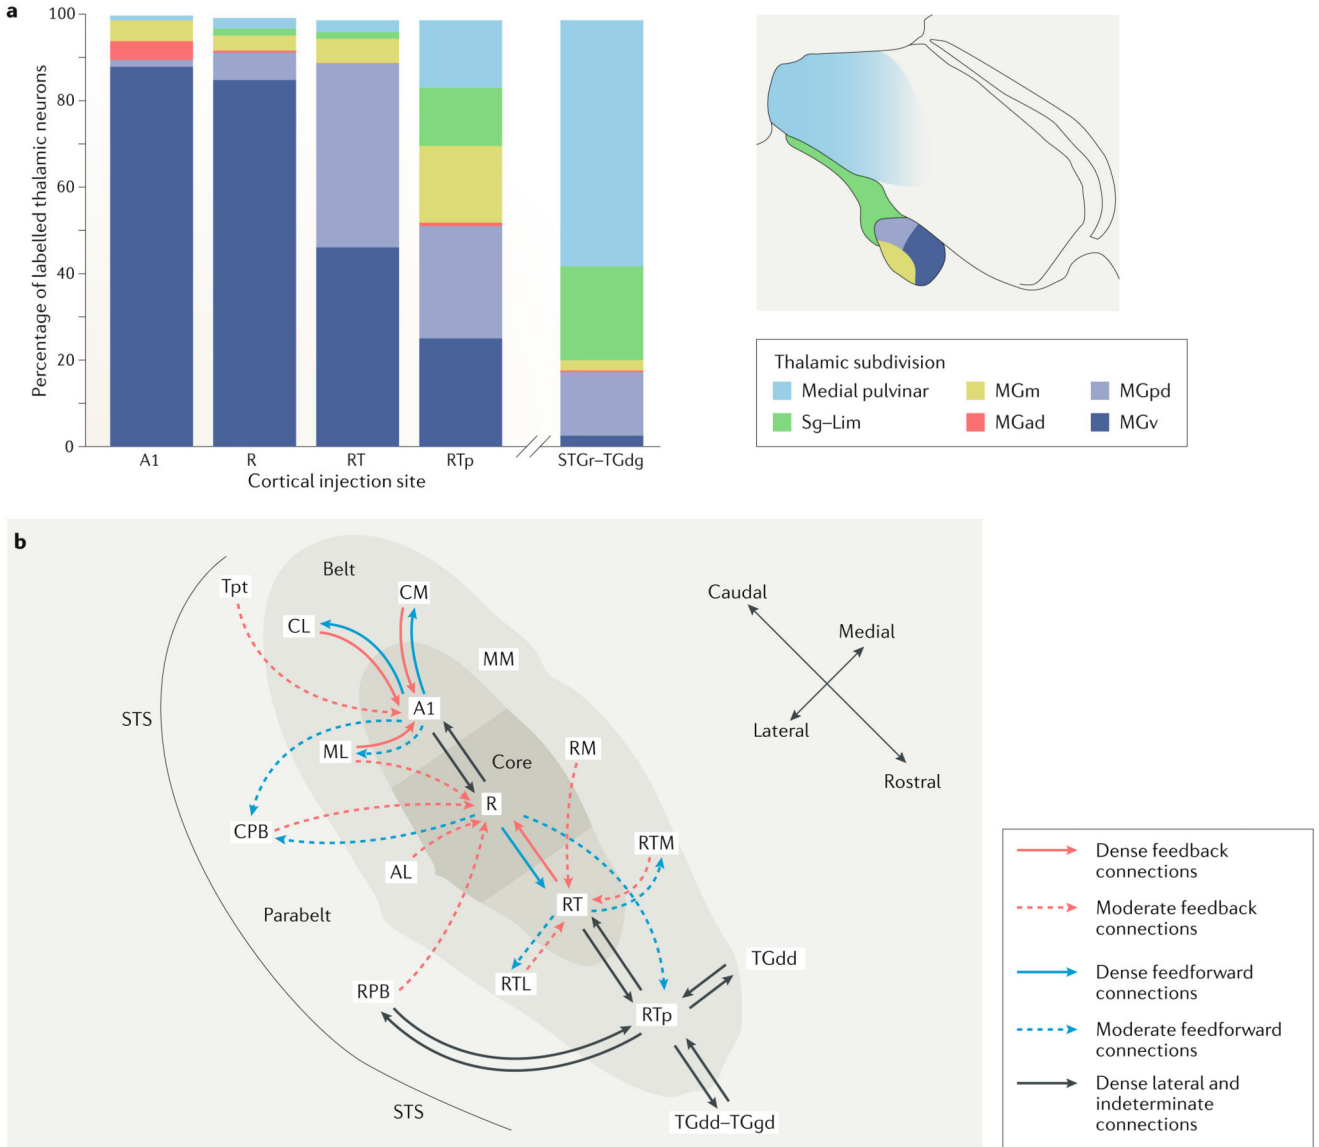 a
Percentage of labelled thalamic neurons
100
80
60
40
20
0
A1
R
RT
RTp
STGr–TGdg
Cortical injection site
Thalamic subdivision
Medial pulvinar
MGm
MGpd
Sg–Lim
MGad
MGv
b
Belt
Tpt
CM
CL
MM
A1
STS
ML
Core
RM
R
CPB
RTM
AL
RT
Parabelt
TGdd
RPB
RTL
RTp
STS
TGdd–TGgd
Caudal
Medial
Lateral
Rostral
Dense feedback
connections
Moderate feedback
connections
Dense feedforward
connections
Moderate feedforward
connections
Dense lateral and
indeterminate
connections